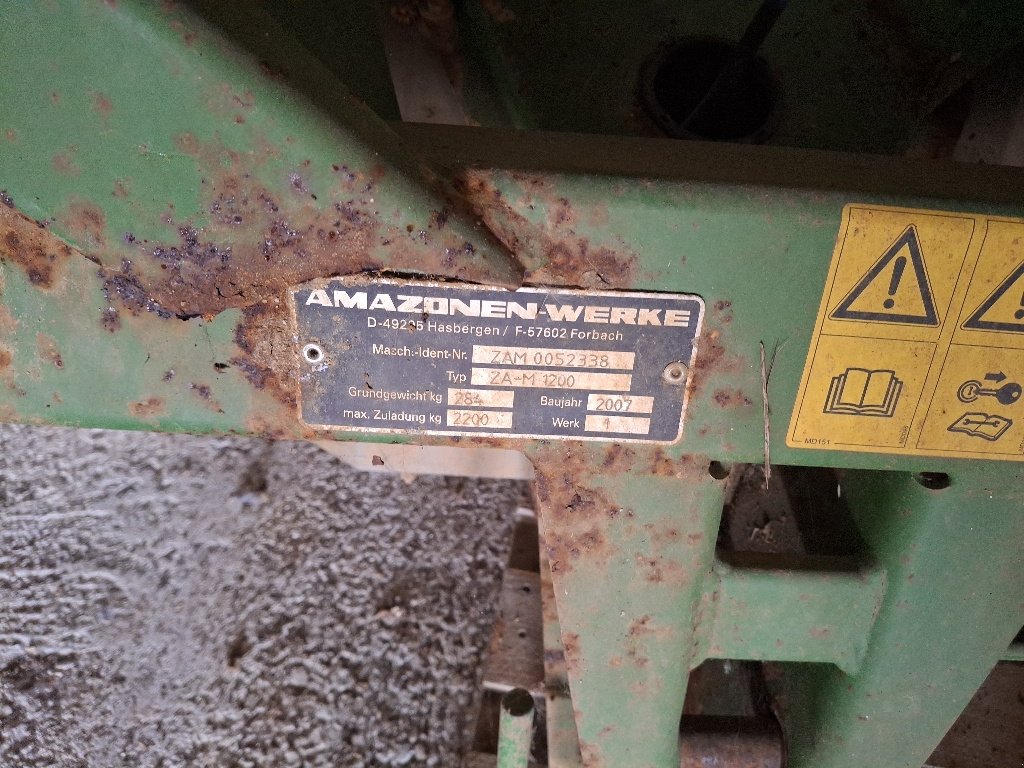 AMAZONEN-WERKE
D-49205 Hasbergen / F-57602 Forbach
Masch.-Ident-Nr. ZAM 0052338
Typ ZA-M 1200
Grundgewicht kg 284 Baujahr 2007
max. Zuladung kg 2200 Werk 1
MD151